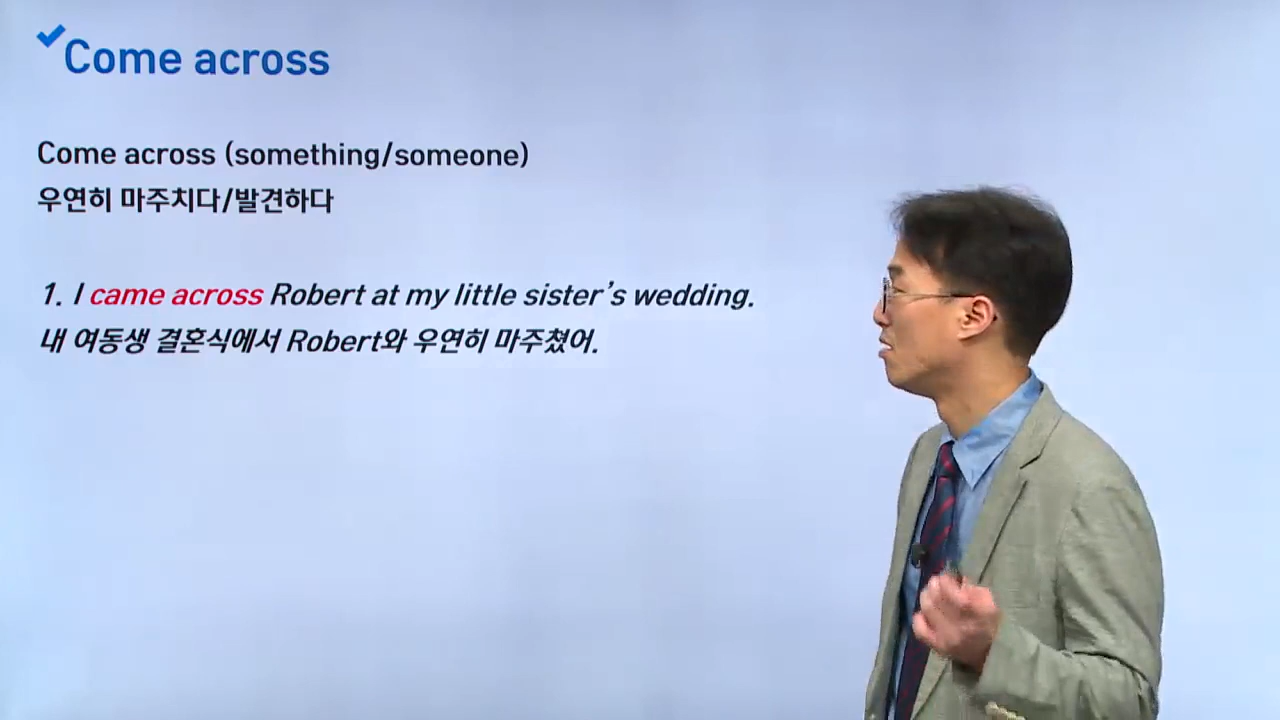 Come across
Come across (something/someone)
우연히 마주치다/발견하다
1. I came across Robert at my little sister's wedding.
내 여동생 결혼식에서 Robert와 우연히 마주쳤어.